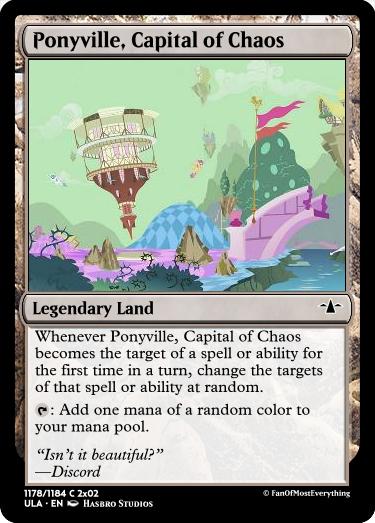 Ponyville, Capital of Chaos
Legendary Land
Whenever Ponyville, Capital of Chaos
becomes the target of a spell or ability for
the first time in a turn, change the targets
of that spell or ability at random.
: Add one mana of a random color to
your mana pool.
“Isn’t it beautiful?”
—Discord
1178/1184 C 2x02
ULA • EN Hasbro Studios
© FanOfMostEverything